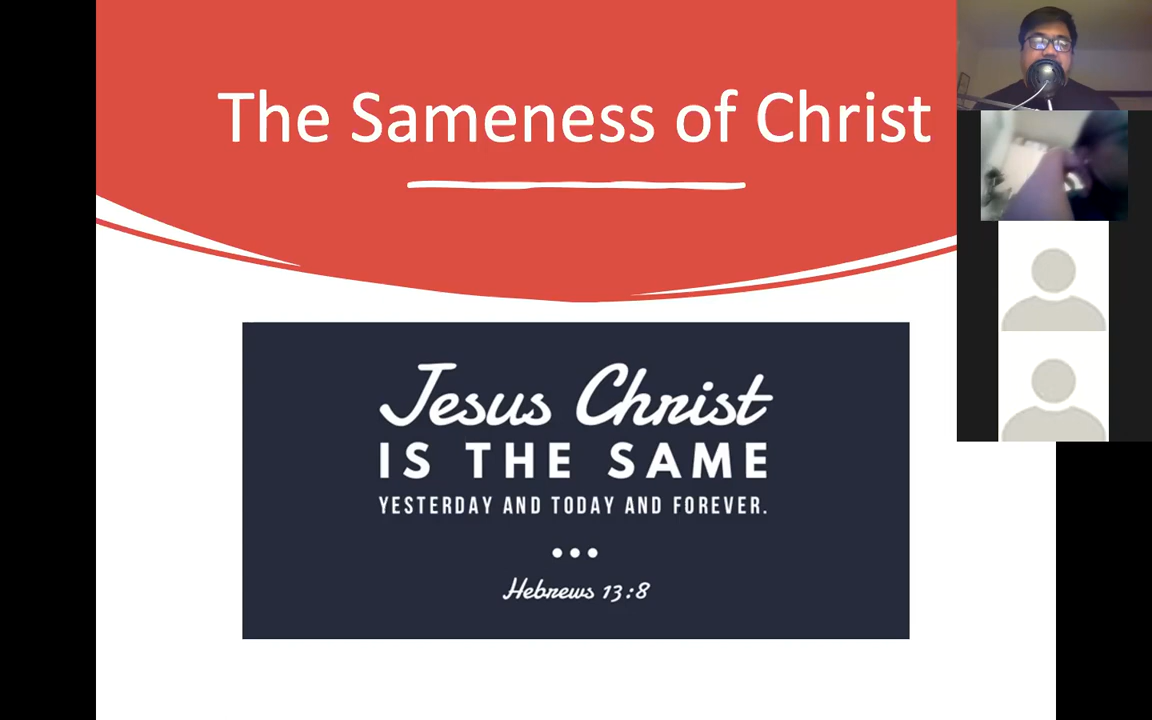 The Sameness of Christ
Jesus Christ
IS THE SAME
YESTERDAY AND TODAY AND FOREVER.
Hebrews 13:8